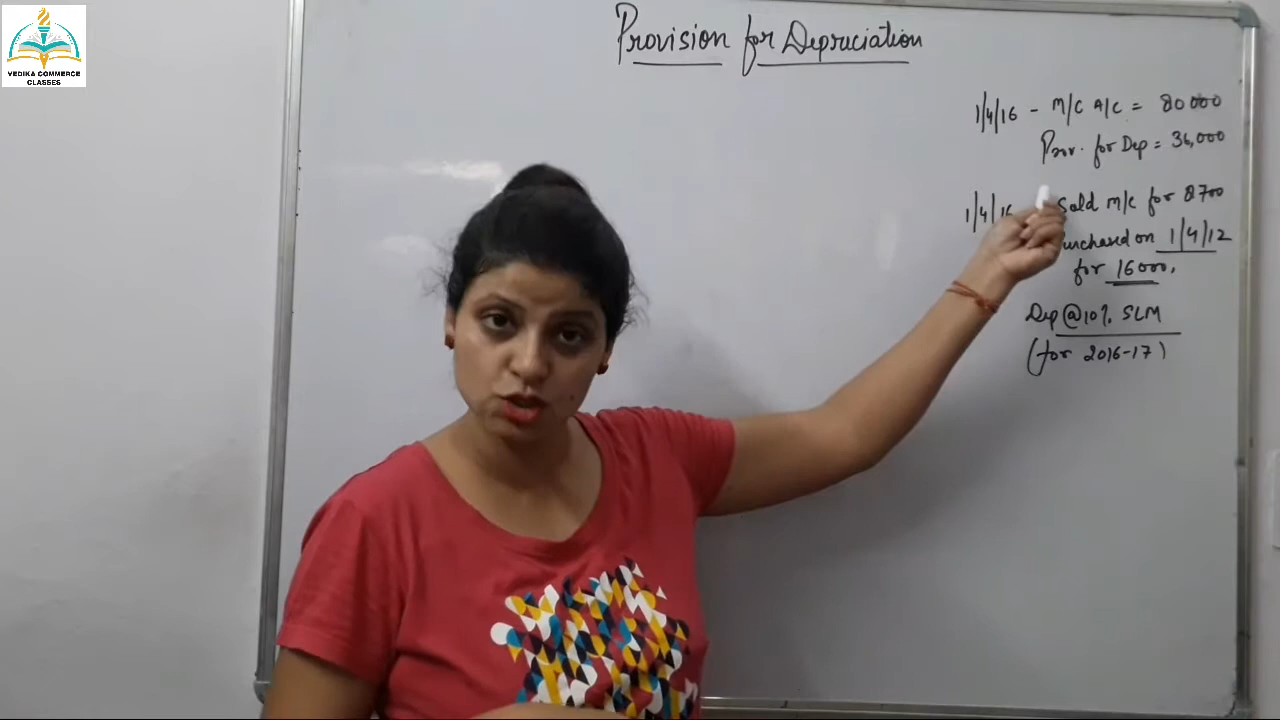 VEDIKA COMMERCE
CLASSES
Provision for Depreciation
1/4/16 - M/C A/C = 80000
Prov. for Dep = 36,000
1/4/16 Sold M/C for 8700
Purchased on 1/4/12
for 16000.
Dep @ 10% SLM
(for 2016-17)